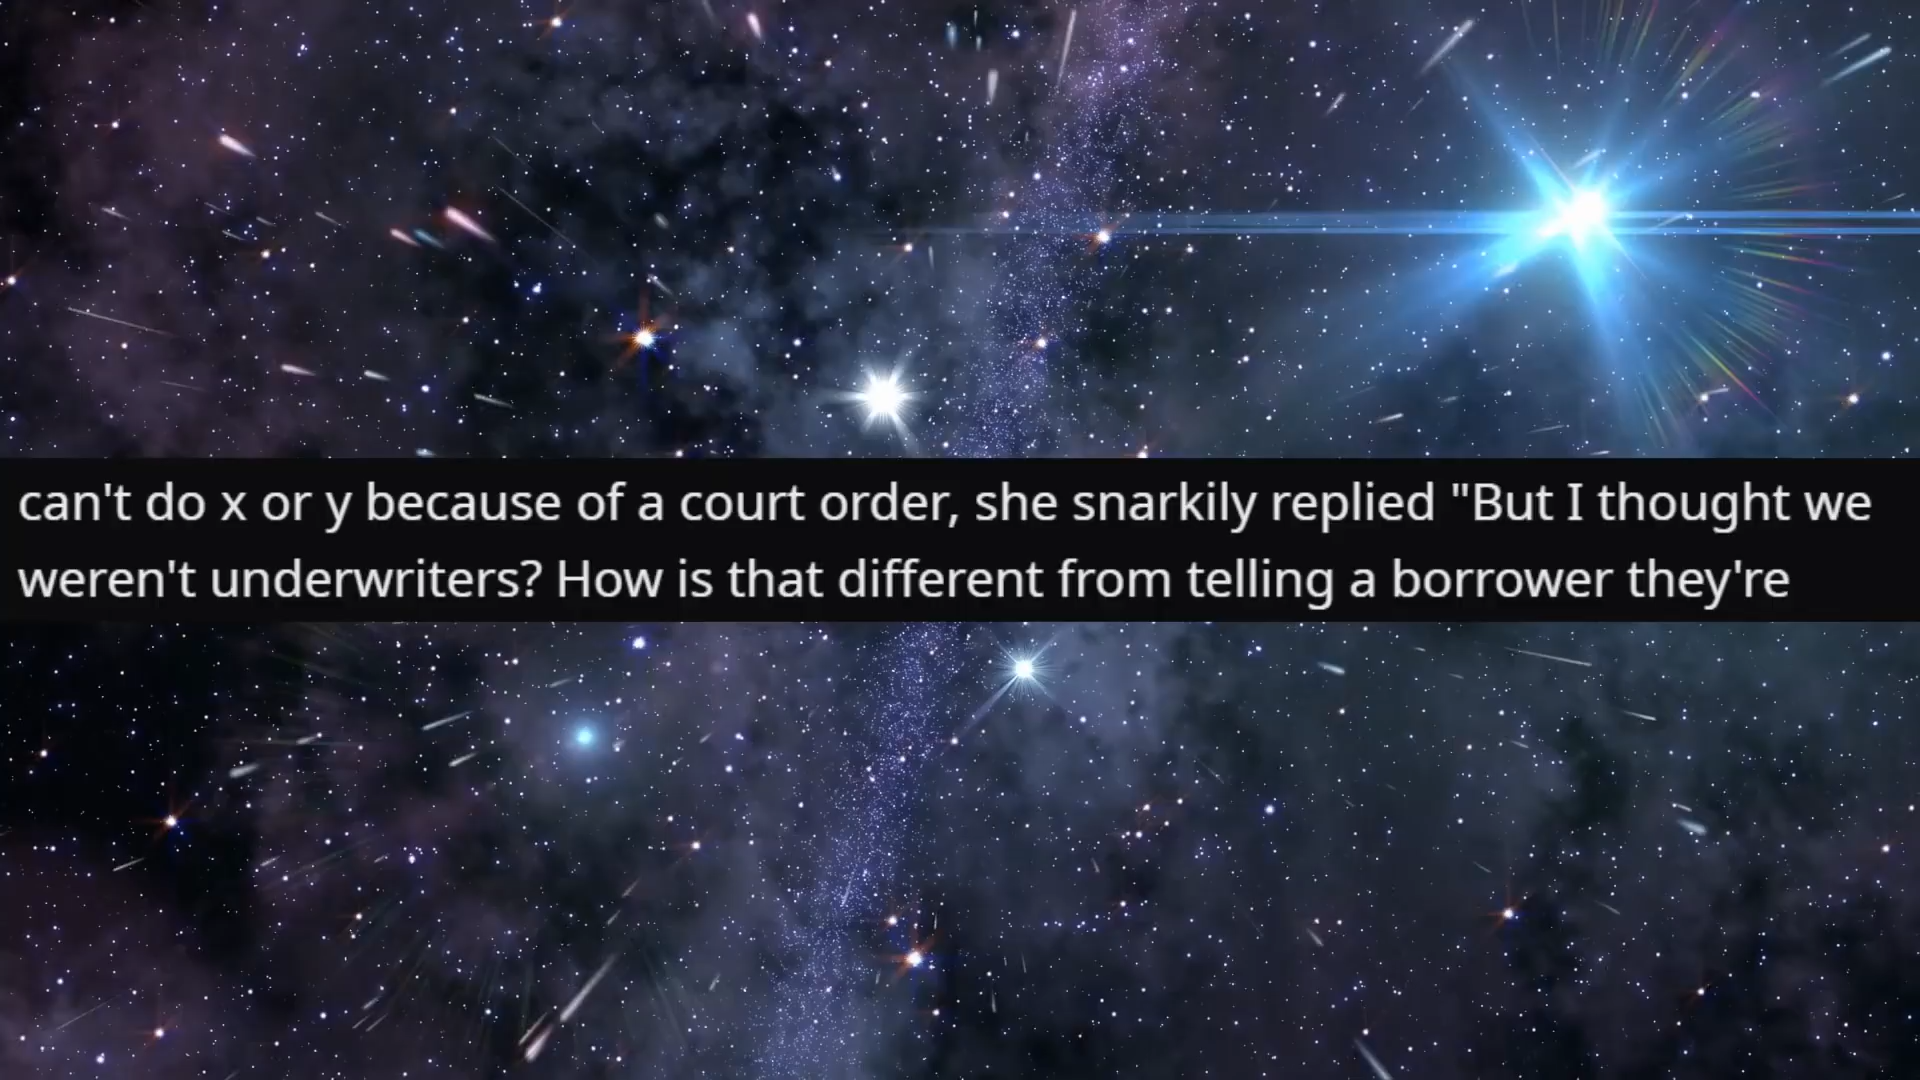 can't do x or y because of a court order, she snarkily replied "But I thought we
weren't underwriters? How is that different from telling a borrower they're